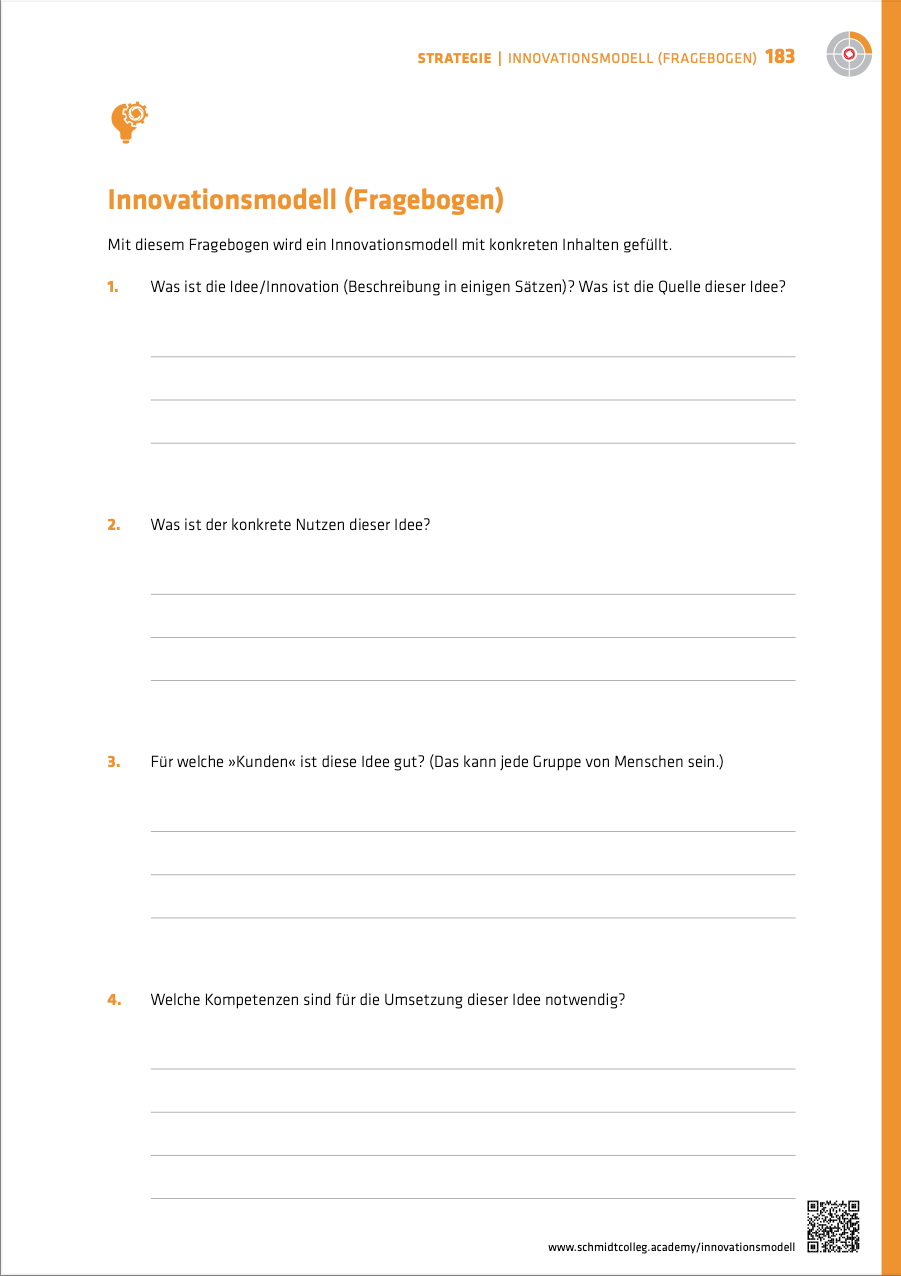 STRATEGIE | INNOVATIONSMODELL (FRAGEBOGEN) 183
Innovationsmodell (Fragebogen)
Mit diesem Fragebogen wird ein Innovationsmodell mit konkreten Inhalten gefüllt.
1. Was ist die Idee/Innovation (Beschreibung in einigen Sätzen)? Was ist die Quelle dieser Idee?
2. Was ist der konkrete Nutzen dieser Idee?
3. Für welche »Kunden« ist diese Idee gut? (Das kann jede Gruppe von Menschen sein.)
4. Welche Kompetenzen sind für die Umsetzung dieser Idee notwendig?
www.schmidtcolleg.academy/innovationsmodell